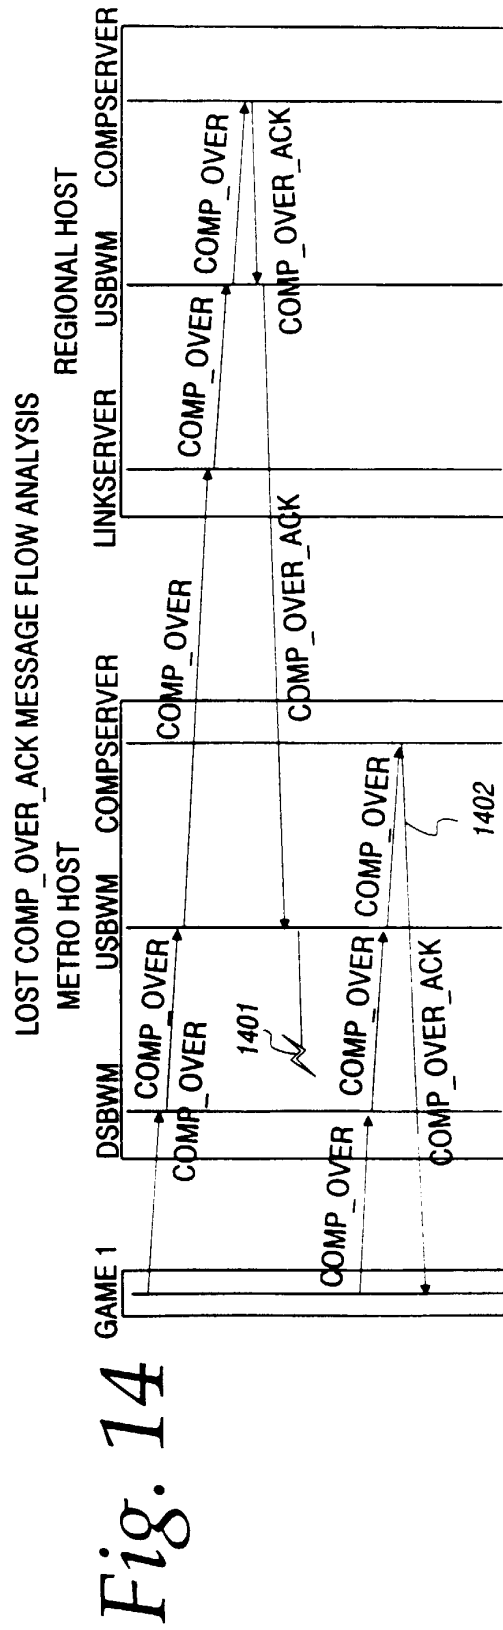 Fig. 14
LOST COMP_OVER_ACK MESSAGE FLOW ANALYSIS
METRO HOST
REGIONAL HOST
GAME 1
DSBWM
USBWM
COMPSERVER
LINKSERVER
USBWM
COMPSERVER
COMP_OVER
COMP_OVER
COMP_OVER
COMP_OVER
COMP_OVER
COMP_OVER_ACK
COMP_OVER_ACK
1401
COMP_OVER
COMP_OVER
COMP_OVER
COMP_OVER_ACK
1402